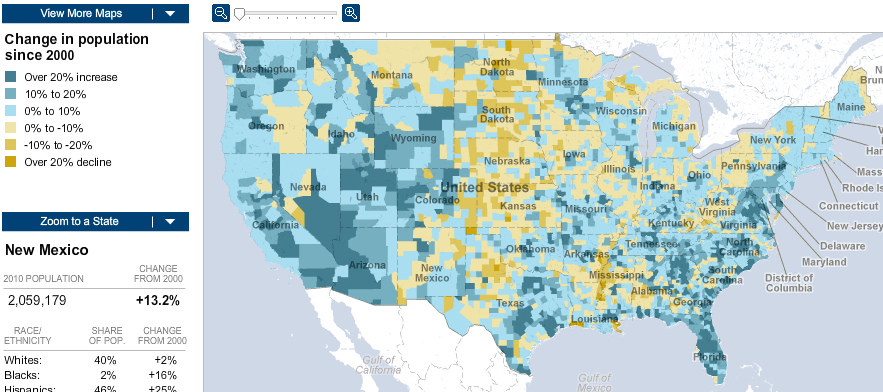 View More Maps
Change in population
since 2000
Over 20% increase
10% to 20%
0% to 10%
0% to -10%
-10% to -20%
Over 20% decline
Zoom to a State
New Mexico
2010 POPULATION
CHANGE
FROM 2000
2,059,179
+13.2%
RACE/
ETHNICITY
SHARE
OF POP.
CHANGE
FROM 2000
Whites: 40% +2%
Blacks: 2% +16%
Hispanics: 46% +25%
Washington
Montana
North
Dakota
Minnesota
Maine
Oregon
Idaho
Wyoming
South
Dakota
Wisconsin
Michigan
New York
Nevada
Utah
Colorado
Nebraska
United States
Kansas
Iowa
Illinois
Indiana
Ohio
Pennsylvania
Mass
Rhode Is
Connecticut
New Jersey
Delaware
Maryland
District of
Columbia
California
Arizona
New
Mexico
Oklahoma
Missouri
Kentucky
West
Virginia
Virginia
Arkansas
Tennessee
North
Carolina
South
Carolina
Texas
Louisiana
Mississippi
Alabama
Georgia
Florida
Gulf of
California
Gulf of
Mexico
N
Brun
Har